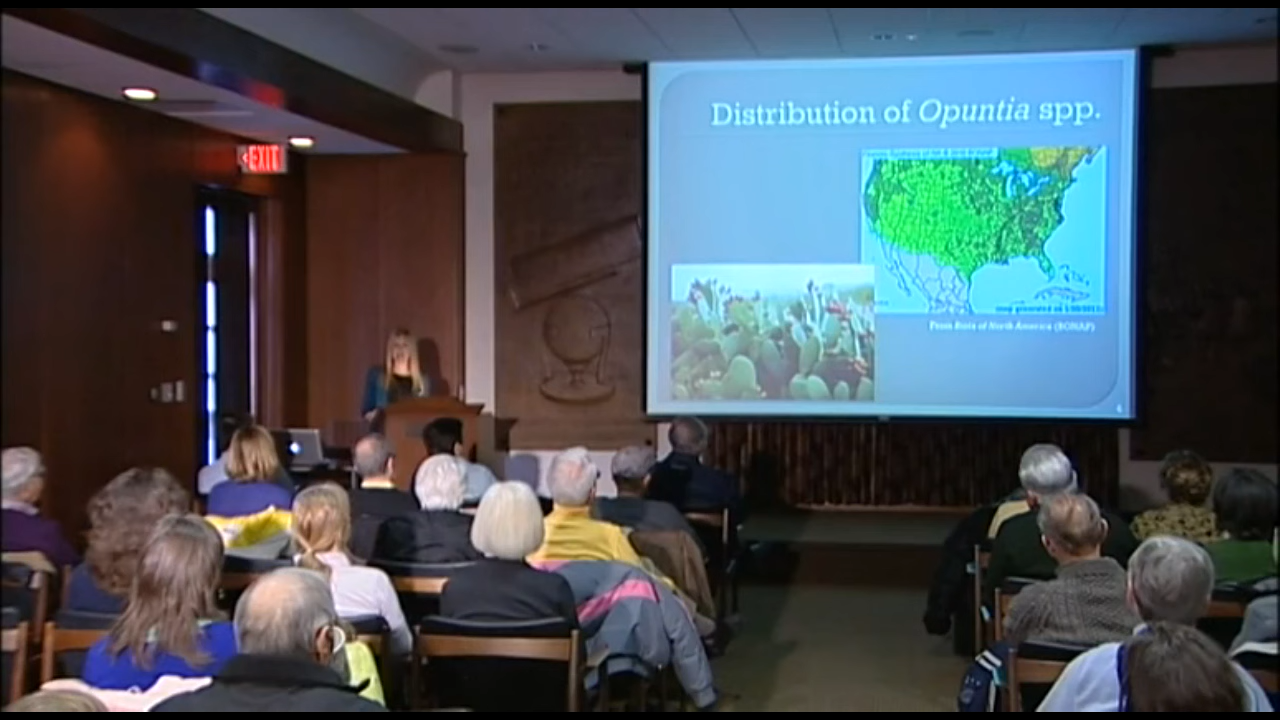 EXIT
Distribution of Opuntia spp.
From Biota of North America (BONAP)